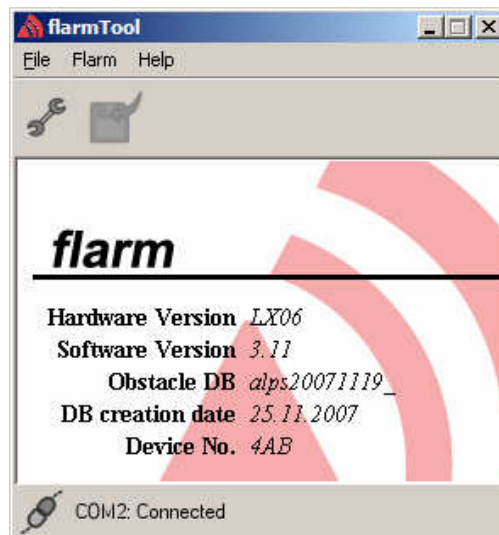 flarmTool
File Flarm Help
flarm
Hardware Version LX06
Software Version 3.11
Obstacle DB alps20071119_
DB creation date 25.11.2007
Device No. 4AB
COM2: Connected